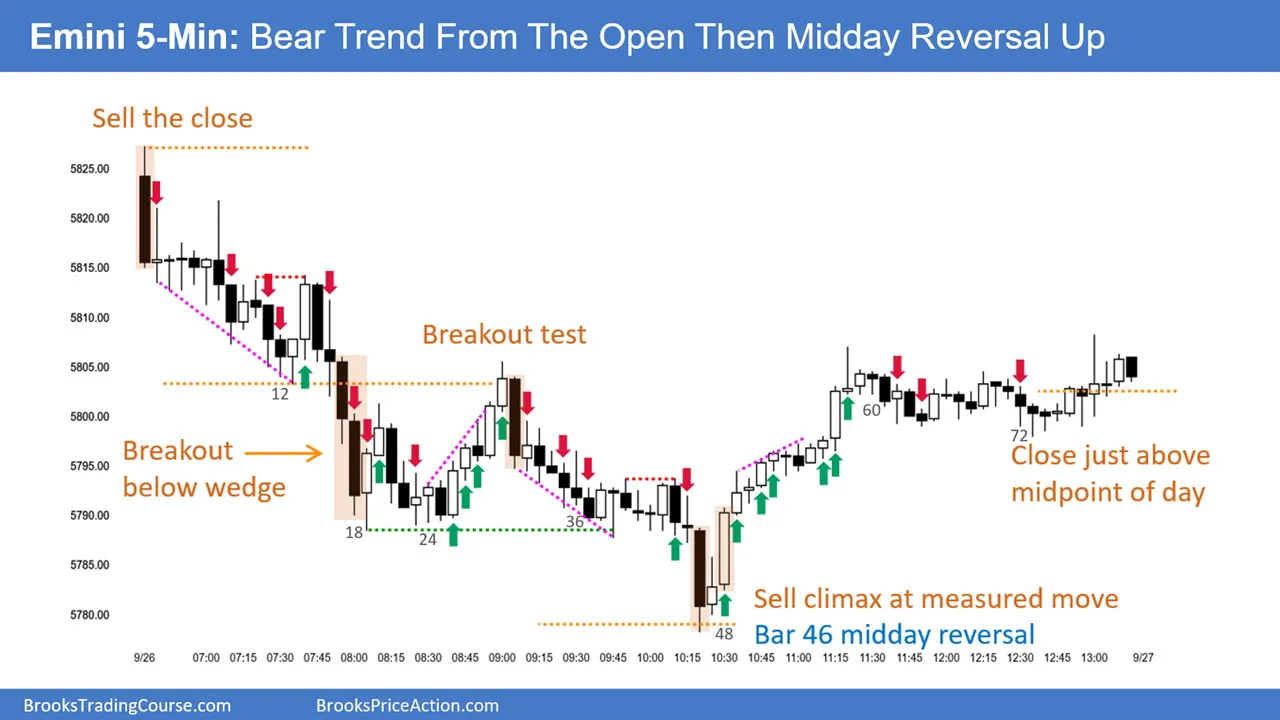 Emini 5-Min: Bear Trend From The Open Then Midday Reversal Up
Sell the close
5825.00
5820.00
5815.00
5810.00
5805.00
5800.00
5795.00
5790.00
5785.00
5780.00
12
Breakout test
Breakout
below wedge
18
24
36
60
72
Close just above
midpoint of day
48
Sell climax at measured move
Bar 46 midday reversal
9/26 07:00 07:15 07:30 07:45 08:00 08:15 08:30 08:45 09:00 09:15 09:30 09:45 10:00 10:15 10:30 10:45 11:00 11:15 11:30 11:45 12:00 12:15 12:30 12:45 13:00 9/27
BrooksTradingCourse.com BrooksPriceAction.com